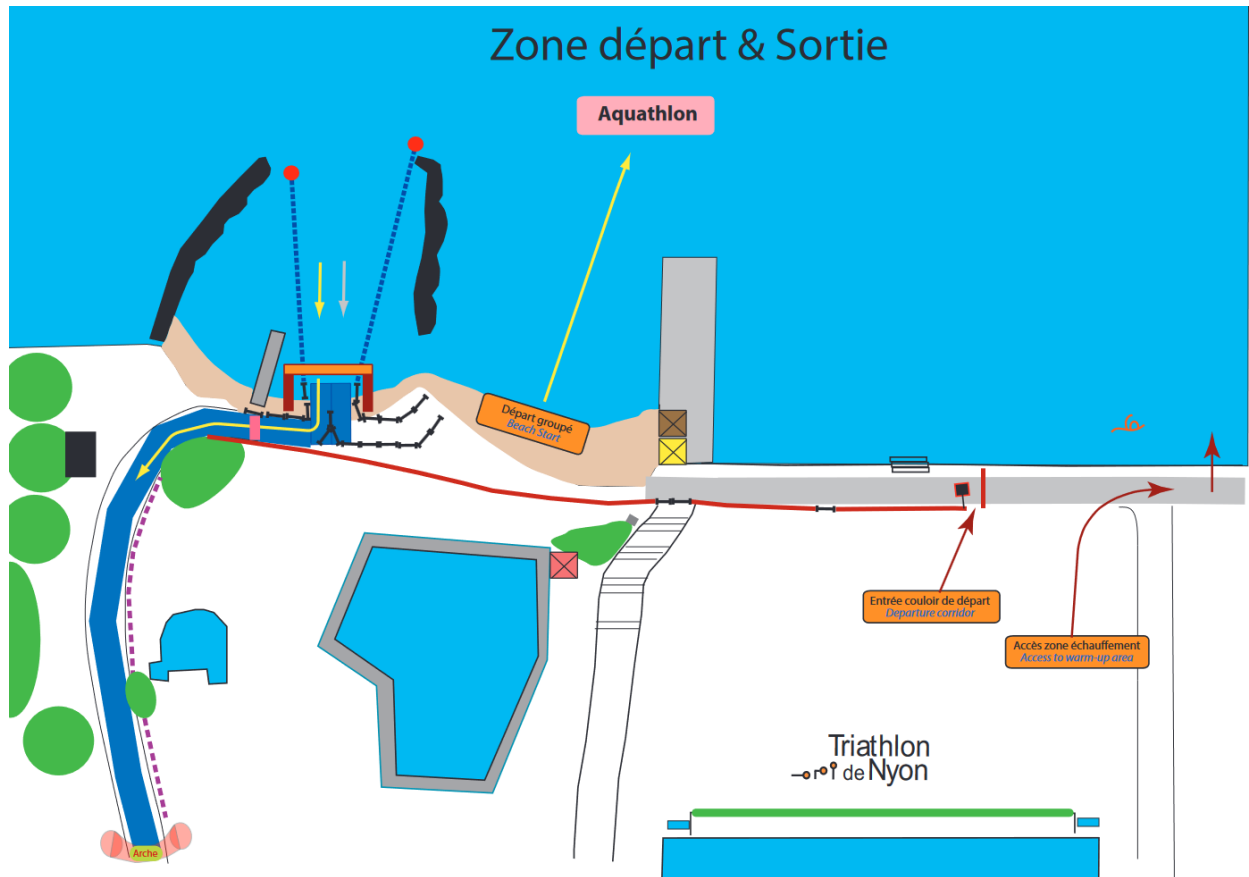 Zone départ & Sortie
Aquathlon
Départ groupé
Beach Start
Entrée couloir de départ
Departure corridor
Accès zone échauffement
Access to warm-up area
Triathlon
de Nyon
Arche